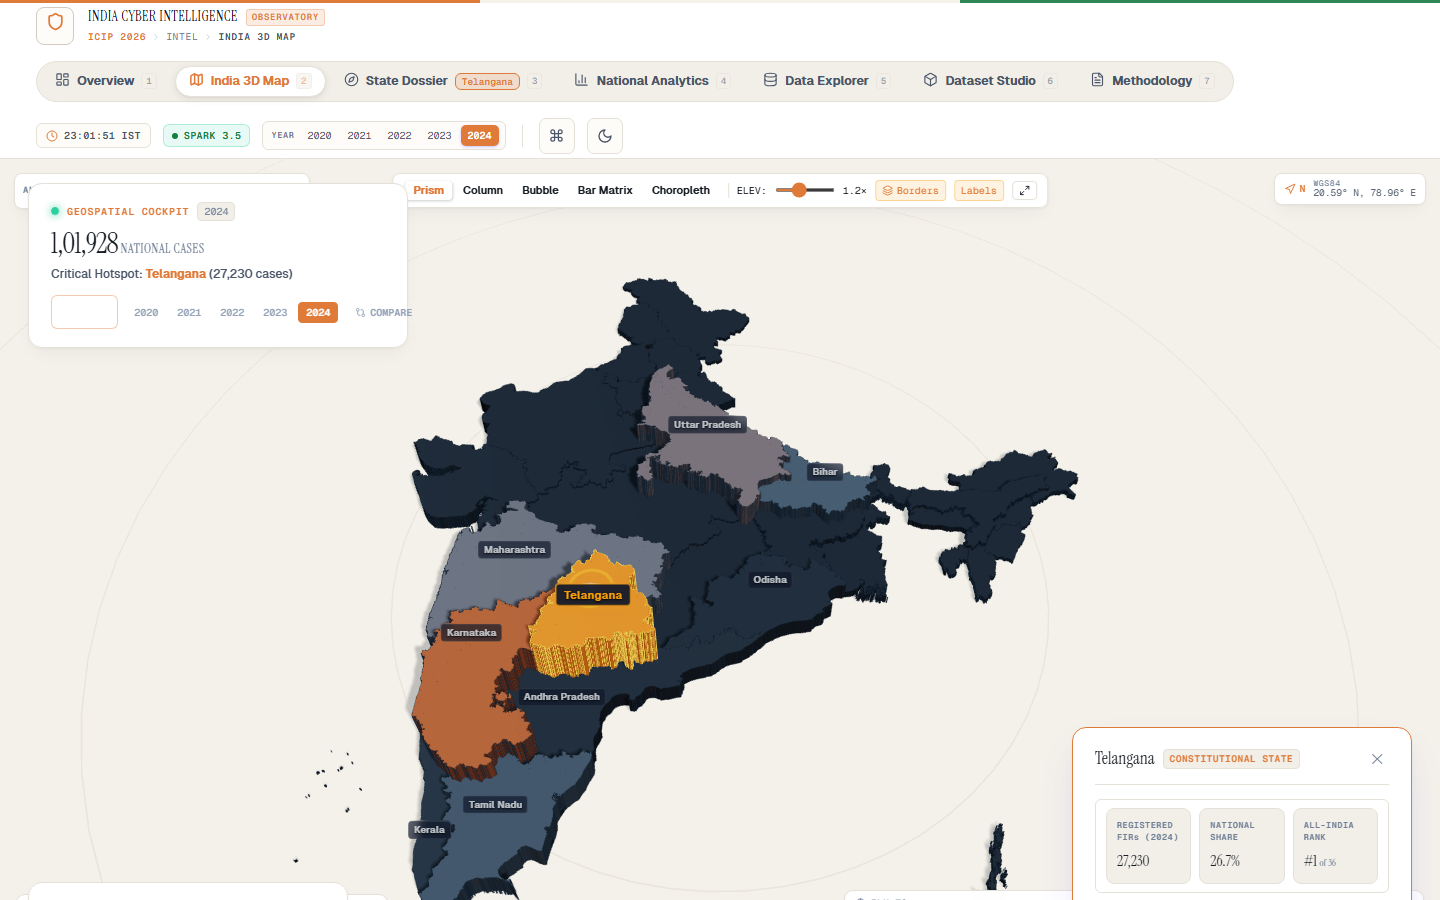 INDIA CYBER INTELLIGENCE OBSERVATORY
ICIP 2026 > INTEL > INDIA 3D MAP
Overview 1 India 3D Map 2 State Dossier Telangana 3 National Analytics 4 Data Explorer 5 Dataset Studio 6 Methodology 7
23:01:51 IST SPARK 3.5 YEAR 2020 2021 2022 2023 2024
Prism Column Bubble Bar Matrix Choropleth ELEV: 1.2× Borders Labels
N WGS84
20.59° N, 78.96° E
GEOSPATIAL COCKPIT 2024
1,01,928 NATIONAL CASES
Critical Hotspot: Telangana (27,230 cases)
2020 2021 2022 2023 2024 COMPARE
Uttar Pradesh
Bihar
Maharashtra
Odisha
Telangana
Karnataka
Andhra Pradesh
Tamil Nadu
Kerala
Telangana CONSTITUTIONAL STATE
REGISTERED FIRs (2024)
27,230
NATIONAL SHARE
26.7%
ALL-INDIA RANK
#1 of 36